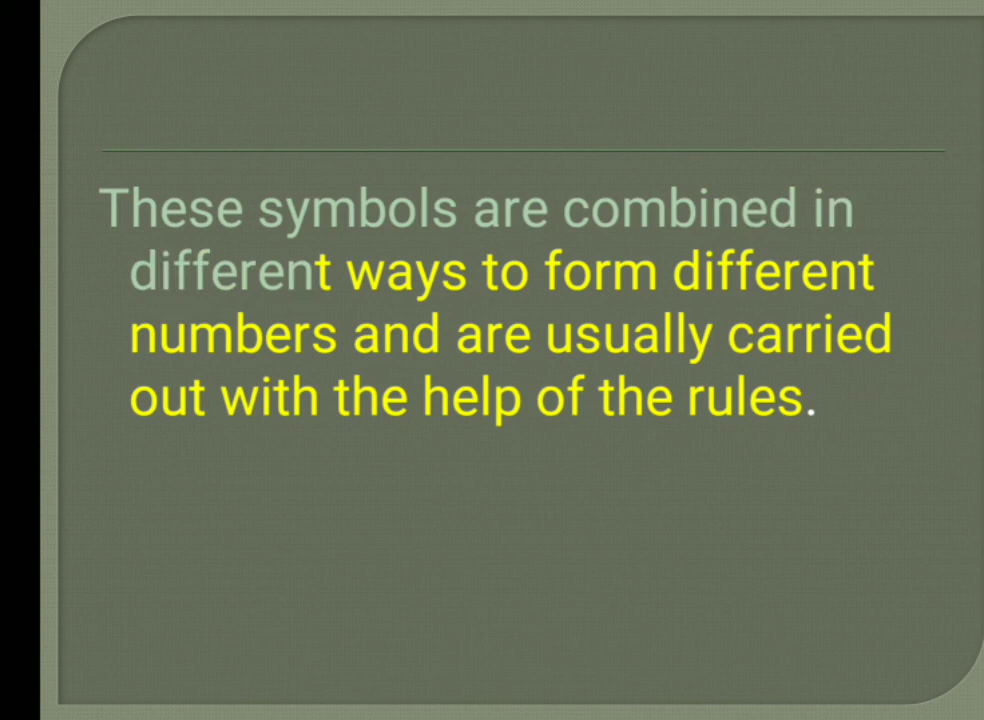 These symbols are combined in
different ways to form different
numbers and are usually carried
out with the help of the rules.